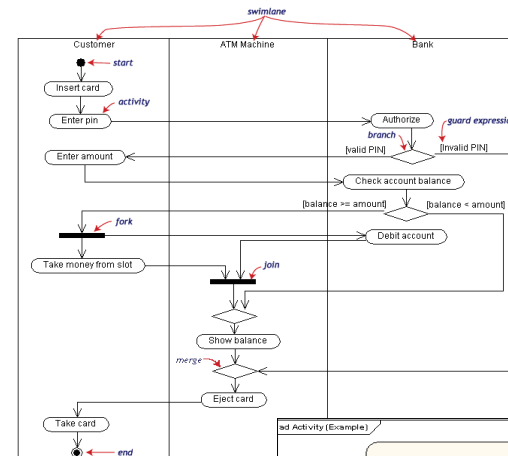 swimlane
Customer
ATM Machine
Bank
start
Insert card
activity
Enter pin
Authorize
guard expressio
branch
[valid PIN]
[Invalid PIN]
Enter amount
Check account balance
[balance >= amount]
[balance < amount]
fork
Debit account
Take money from slot
join
Show balance
merge
Eject card
Take card
ad Activity (Example)
end